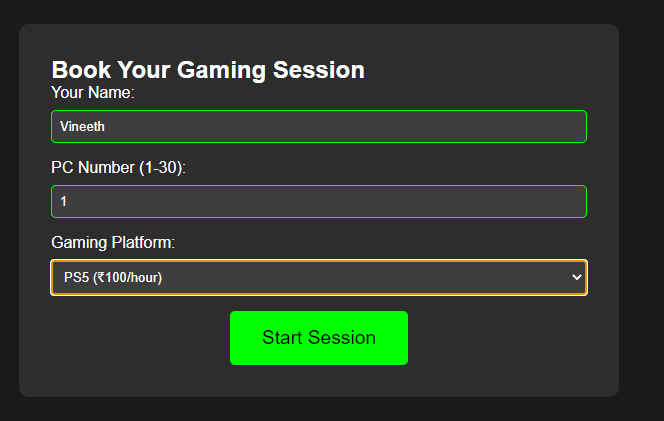 Book Your Gaming Session
Your Name:
Vineeth
PC Number (1-30):
1
Gaming Platform:
PS5 (₹100/hour)
Start Session